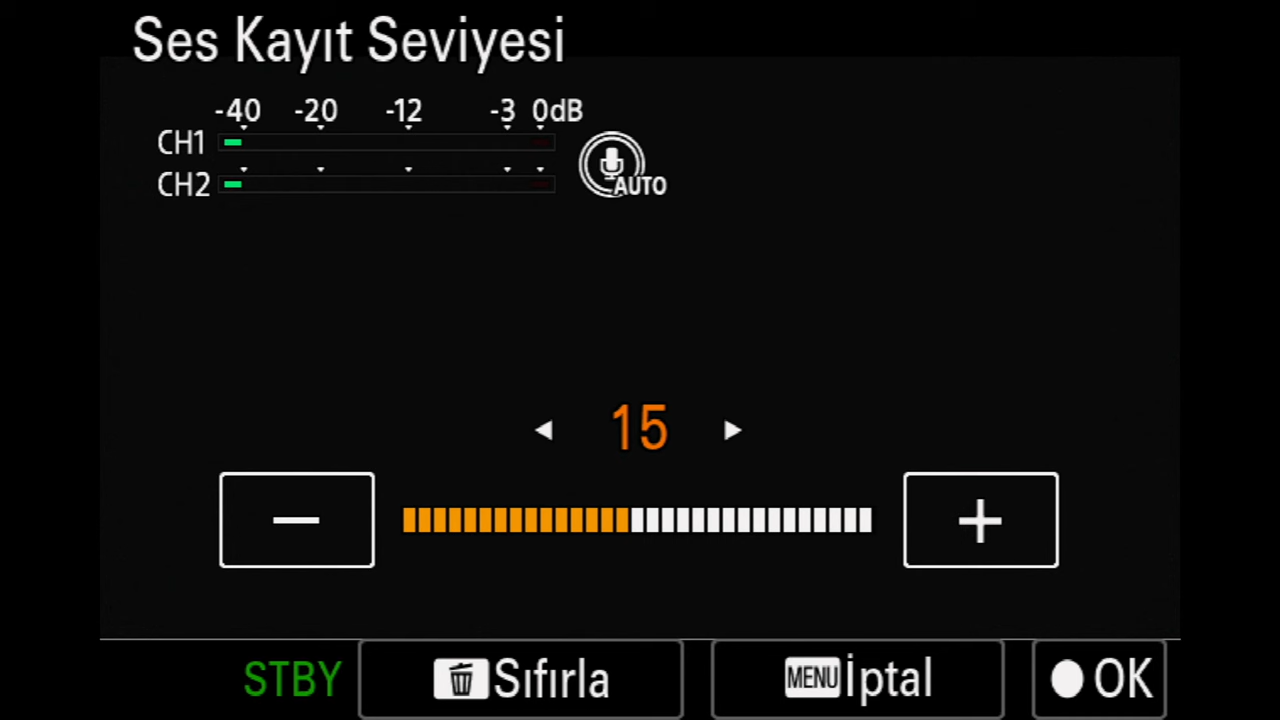 Ses Kayıt Seviyesi
-40 -20 -12 -3 0dB
CH1
CH2
AUTO
15
STBY Sıfırla MENU İptal OK